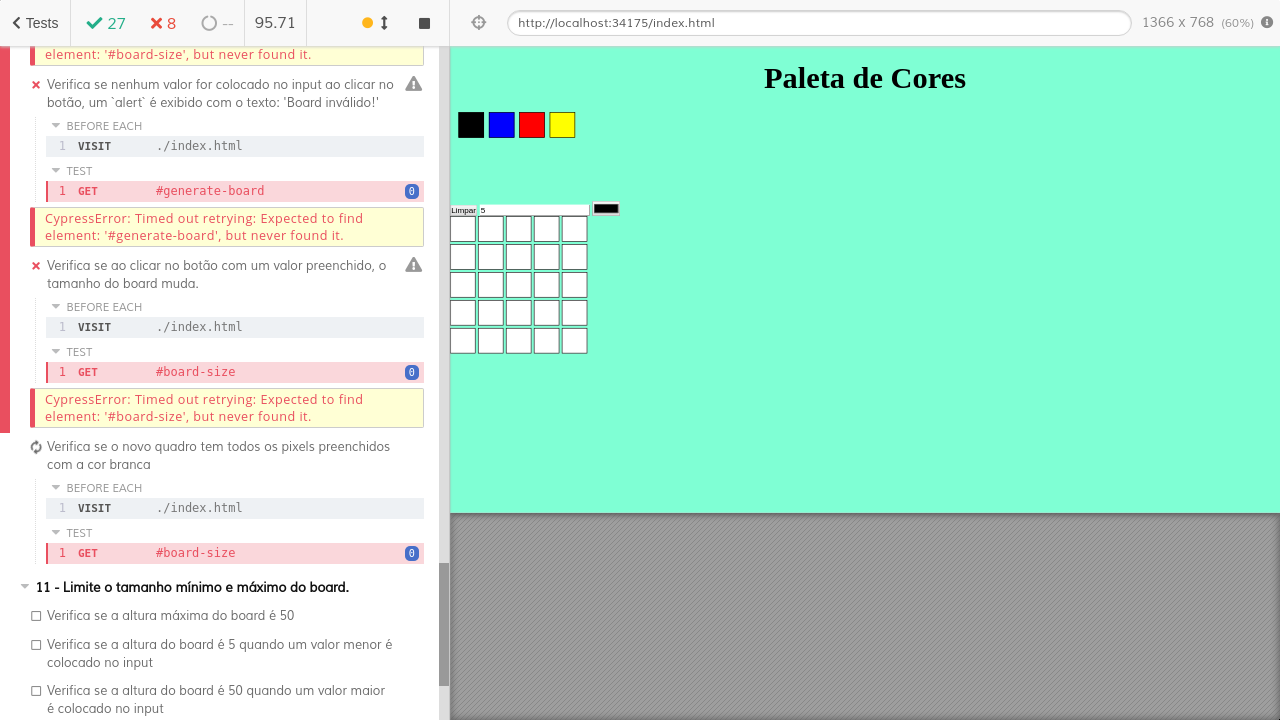 Tests
27
8
--
95.71
http://localhost:34175/index.html
1366 x 768 (60%)
element: '#board-size', but never found it.
Verifica se nenhum valor for colocado no input ao clicar no
botão, um `alert` é exibido com o texto: 'Board inválido!'
BEFORE EACH
1 VISIT ./index.html
TEST
1 GET #generate-board 0
CypressError: Timed out retrying: Expected to find
element: '#generate-board', but never found it.
Verifica se ao clicar no botão com um valor preenchido, o
tamanho do board muda.
BEFORE EACH
1 VISIT ./index.html
TEST
1 GET #board-size 0
CypressError: Timed out retrying: Expected to find
element: '#board-size', but never found it.
Verifica se o novo quadro tem todos os pixels preenchidos
com a cor branca
BEFORE EACH
1 VISIT ./index.html
TEST
1 GET #board-size 0
11 - Limite o tamanho mínimo e máximo do board.
Verifica se a altura máxima do board é 50
Verifica se a altura do board é 5 quando um valor menor é
colocado no input
Verifica se a altura do board é 50 quando um valor maior
é colocado no input
Paleta de Cores
Limpar 5